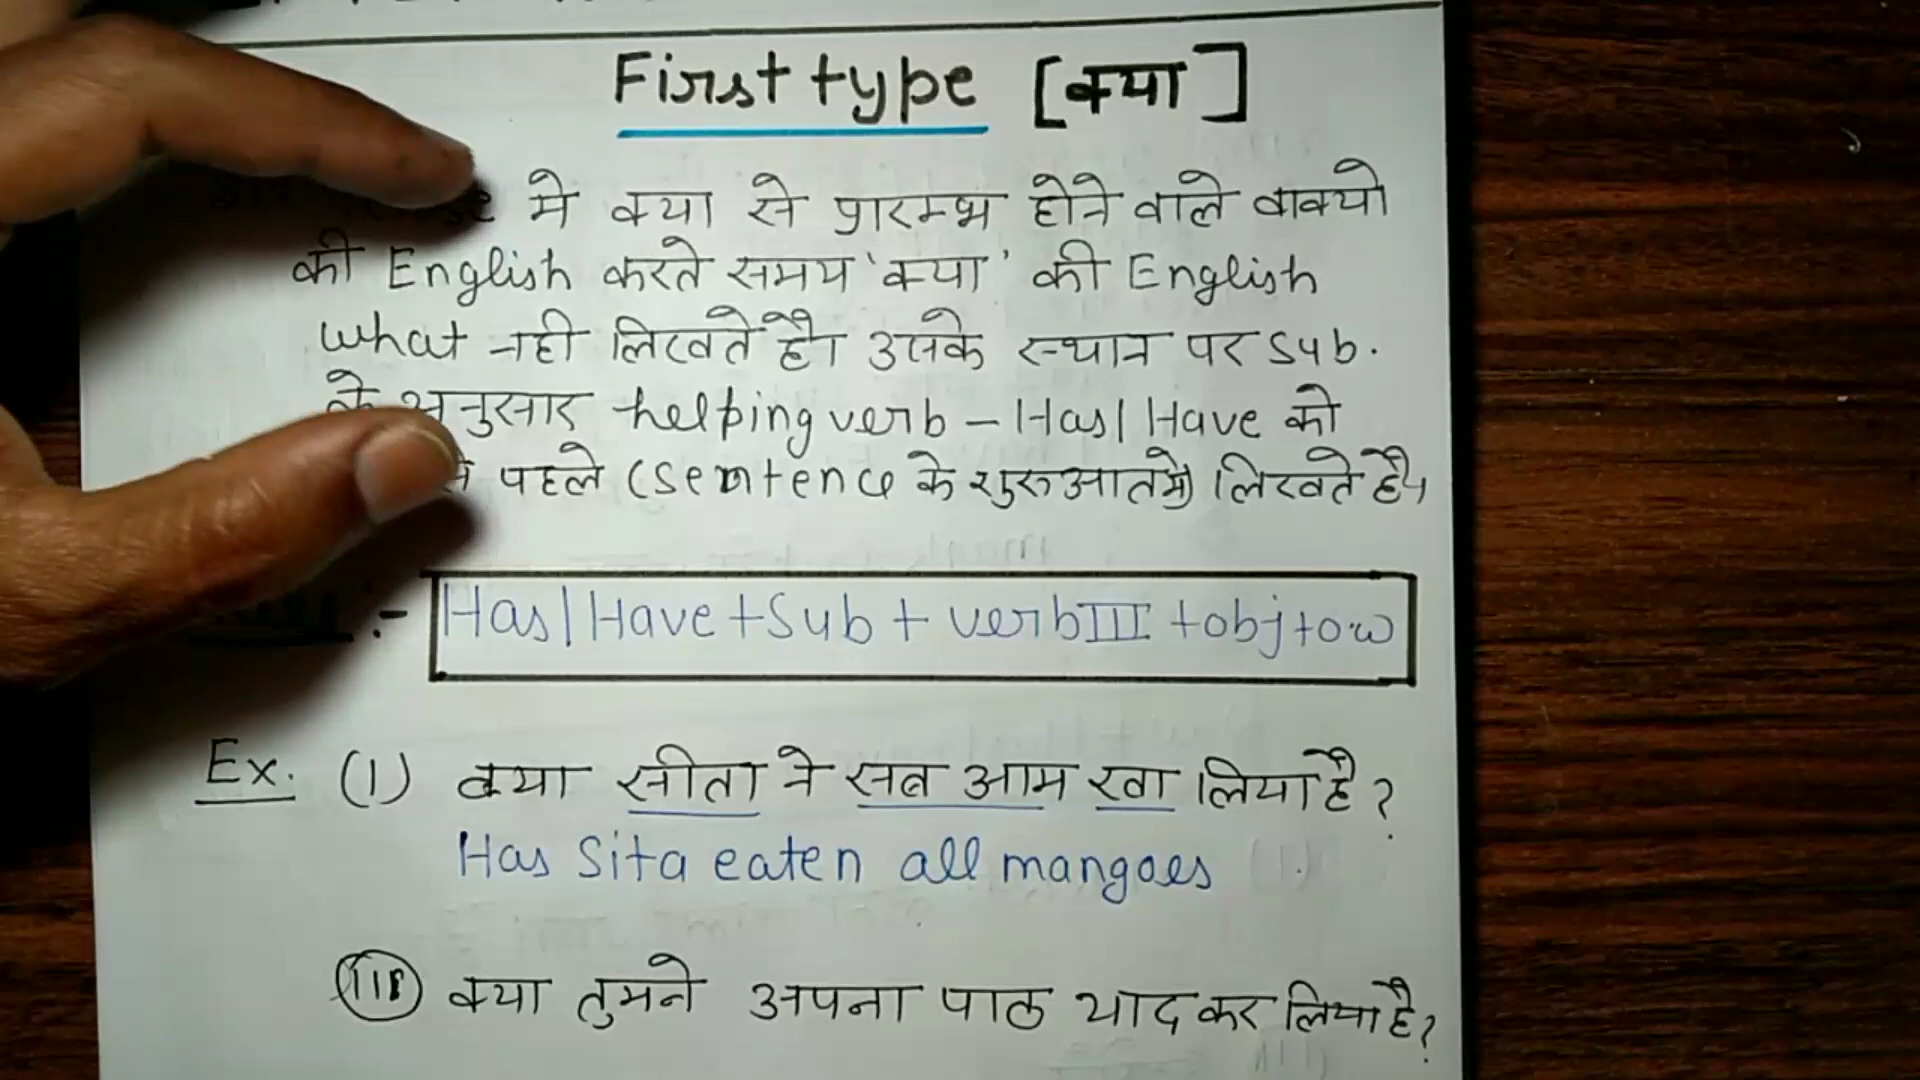 First type [क्या]
मे क्या से प्रारम्भ होने वाले वाक्यो
की English करते समय 'क्या' की English
what नही लिखते है। उसके स्थान पर sub.
के अनुसार helping verb - Has/Have को
पहले (sentence के शुरुआत मे) लिखते है।
:- Has/Have + Sub + verb III + obj + o.w
Ex. (1) क्या सीता ने सब आम खा लिया है?
Has Sita eaten all mangoes
(111) क्या तुमने अपना पाठ याद कर लिया है?